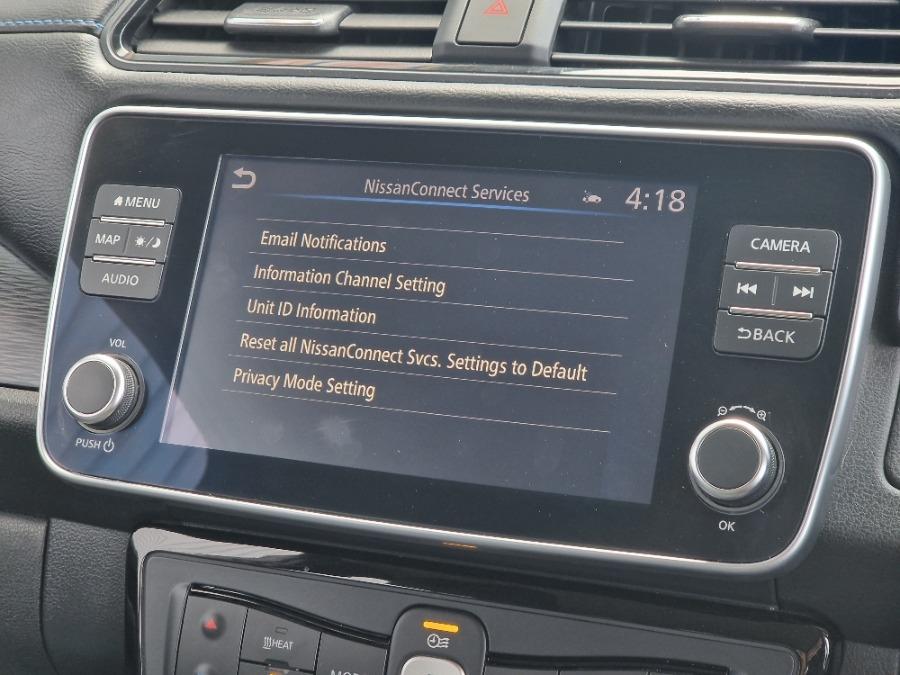 NissanConnect Services
4:18
Email Notifications
Information Channel Setting
Unit ID Information
Reset all NissanConnect Svcs. Settings to Default
Privacy Mode Setting
MENU
MAP
AUDIO
VOL
PUSH
CAMERA
BACK
OK
HEAT